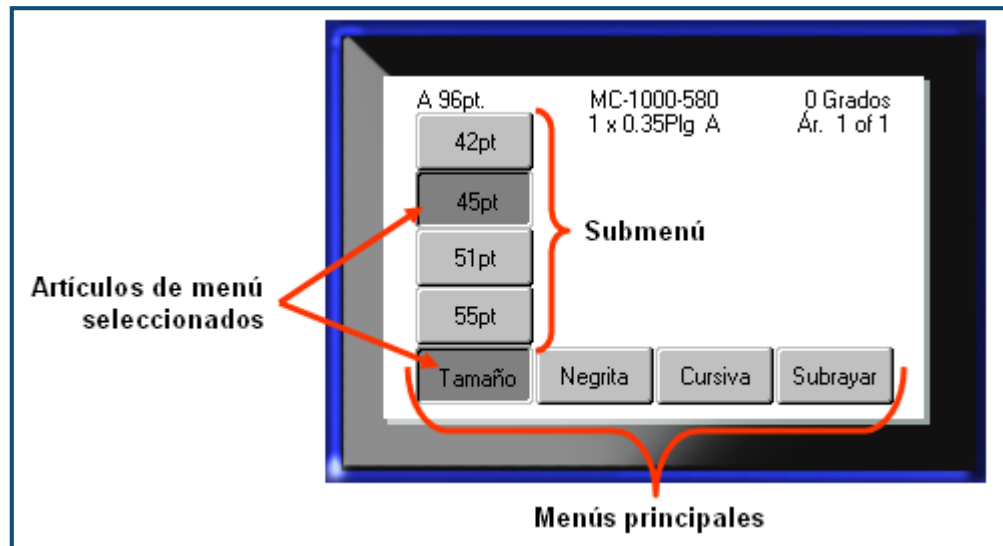 A 96pt. MC-1000-580 0 Grados
1 x 0.35Plg A Ár. 1 of 1
42pt
45pt
Submenú
51pt
Artículos de menú
seleccionados
55pt
Tamaño Negrita Cursiva Subrayar
Menús principales